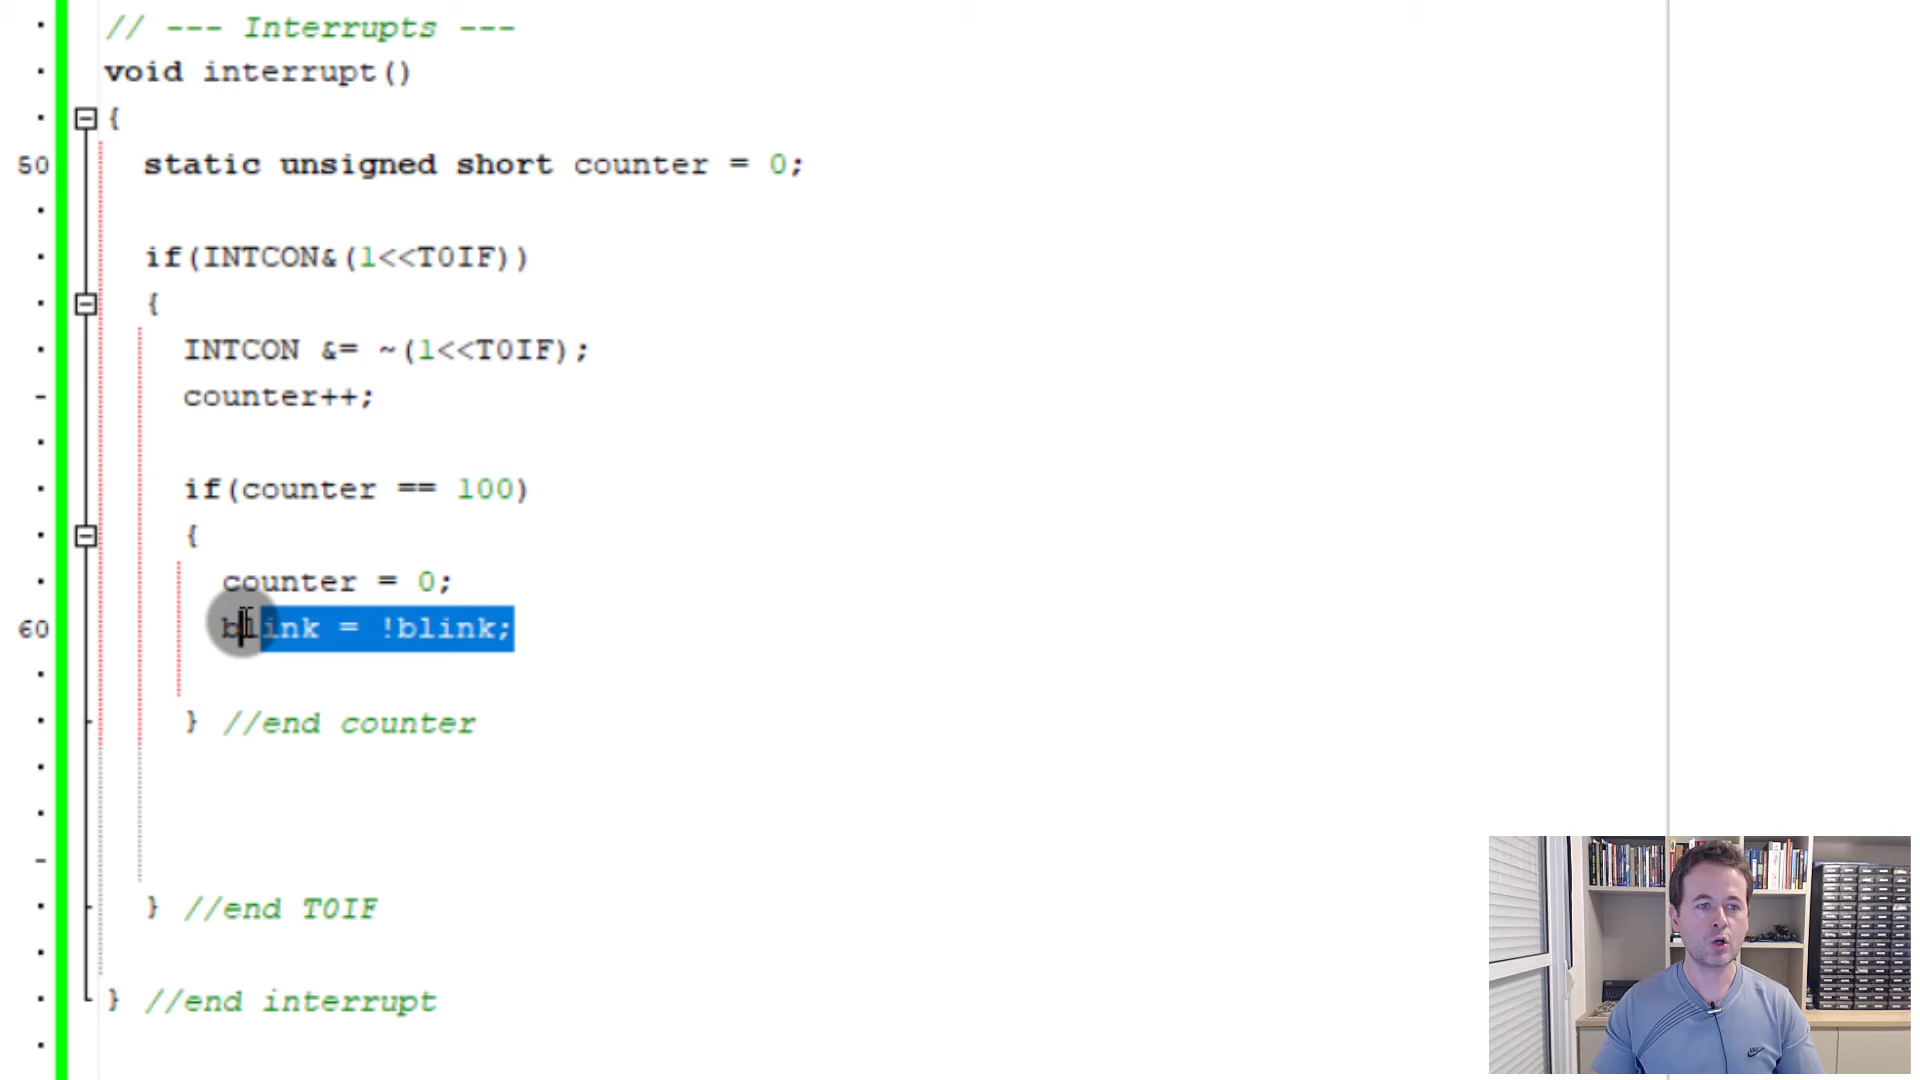 // --- Interrupts ---
void interrupt()
{
50 static unsigned short counter = 0;
if(INTCON&(1<<T0IF))
{
INTCON &= ~(1<<T0IF);
counter++;
if(counter == 100)
{
counter = 0;
60 blink = !blink;
} //end counter
} //end T0IF
} //end interrupt